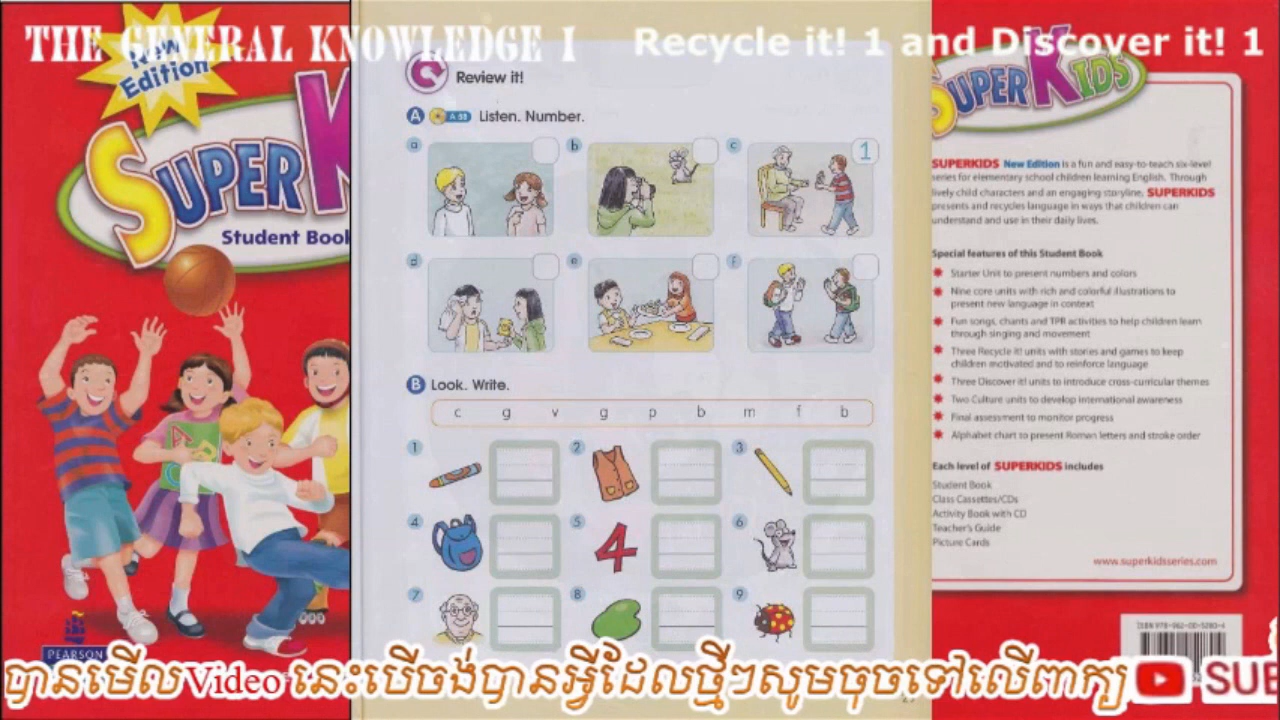 THE GENERAL KNOWLEDGE I
Recycle it! 1 and Discover it! 1
New
Edition
SUPER K
Student Boo
PEARSON
Review it!
A A 55 Listen. Number.
a b c 1
d e f
B Look. Write.
c g v g p b m f b
1 2 3
4 5 4 6
7 8 9
SUPERKIDS
SUPERKIDS New Edition is a fun and easy-to-teach six-level
series for elementary school children learning English. Through
lively child characters and an engaging storyline, SUPERKIDS
presents and recycles language in ways that children can
understand and use in their daily lives.
Special features of this Student Book
Starter Unit to present numbers and colors
Nine core units with rich and colorful illustrations to
present new language in context
Fun songs, chants and TPR activities to help children learn
through singing and movement
Three Recycle it! units with stories and games to keep
children motivated and to reinforce language
Three Discover it! units to introduce cross-curricular themes
Two Culture units to develop international awareness
Final assessment to monitor progress
Alphabet chart to present Roman letters and stroke order
Each level of SUPERKIDS includes
Student Book
Class Cassettes/CDs
Activity Book with CD
Teacher's Guide
Picture Cards
www.superkidsseries.com
ISBN 978-962-00-5280-4
បានមើលVideoនេះបើចង់បានអ្វីដែលថ្មីៗសូមចុចទៅលើពាក្យ SUB